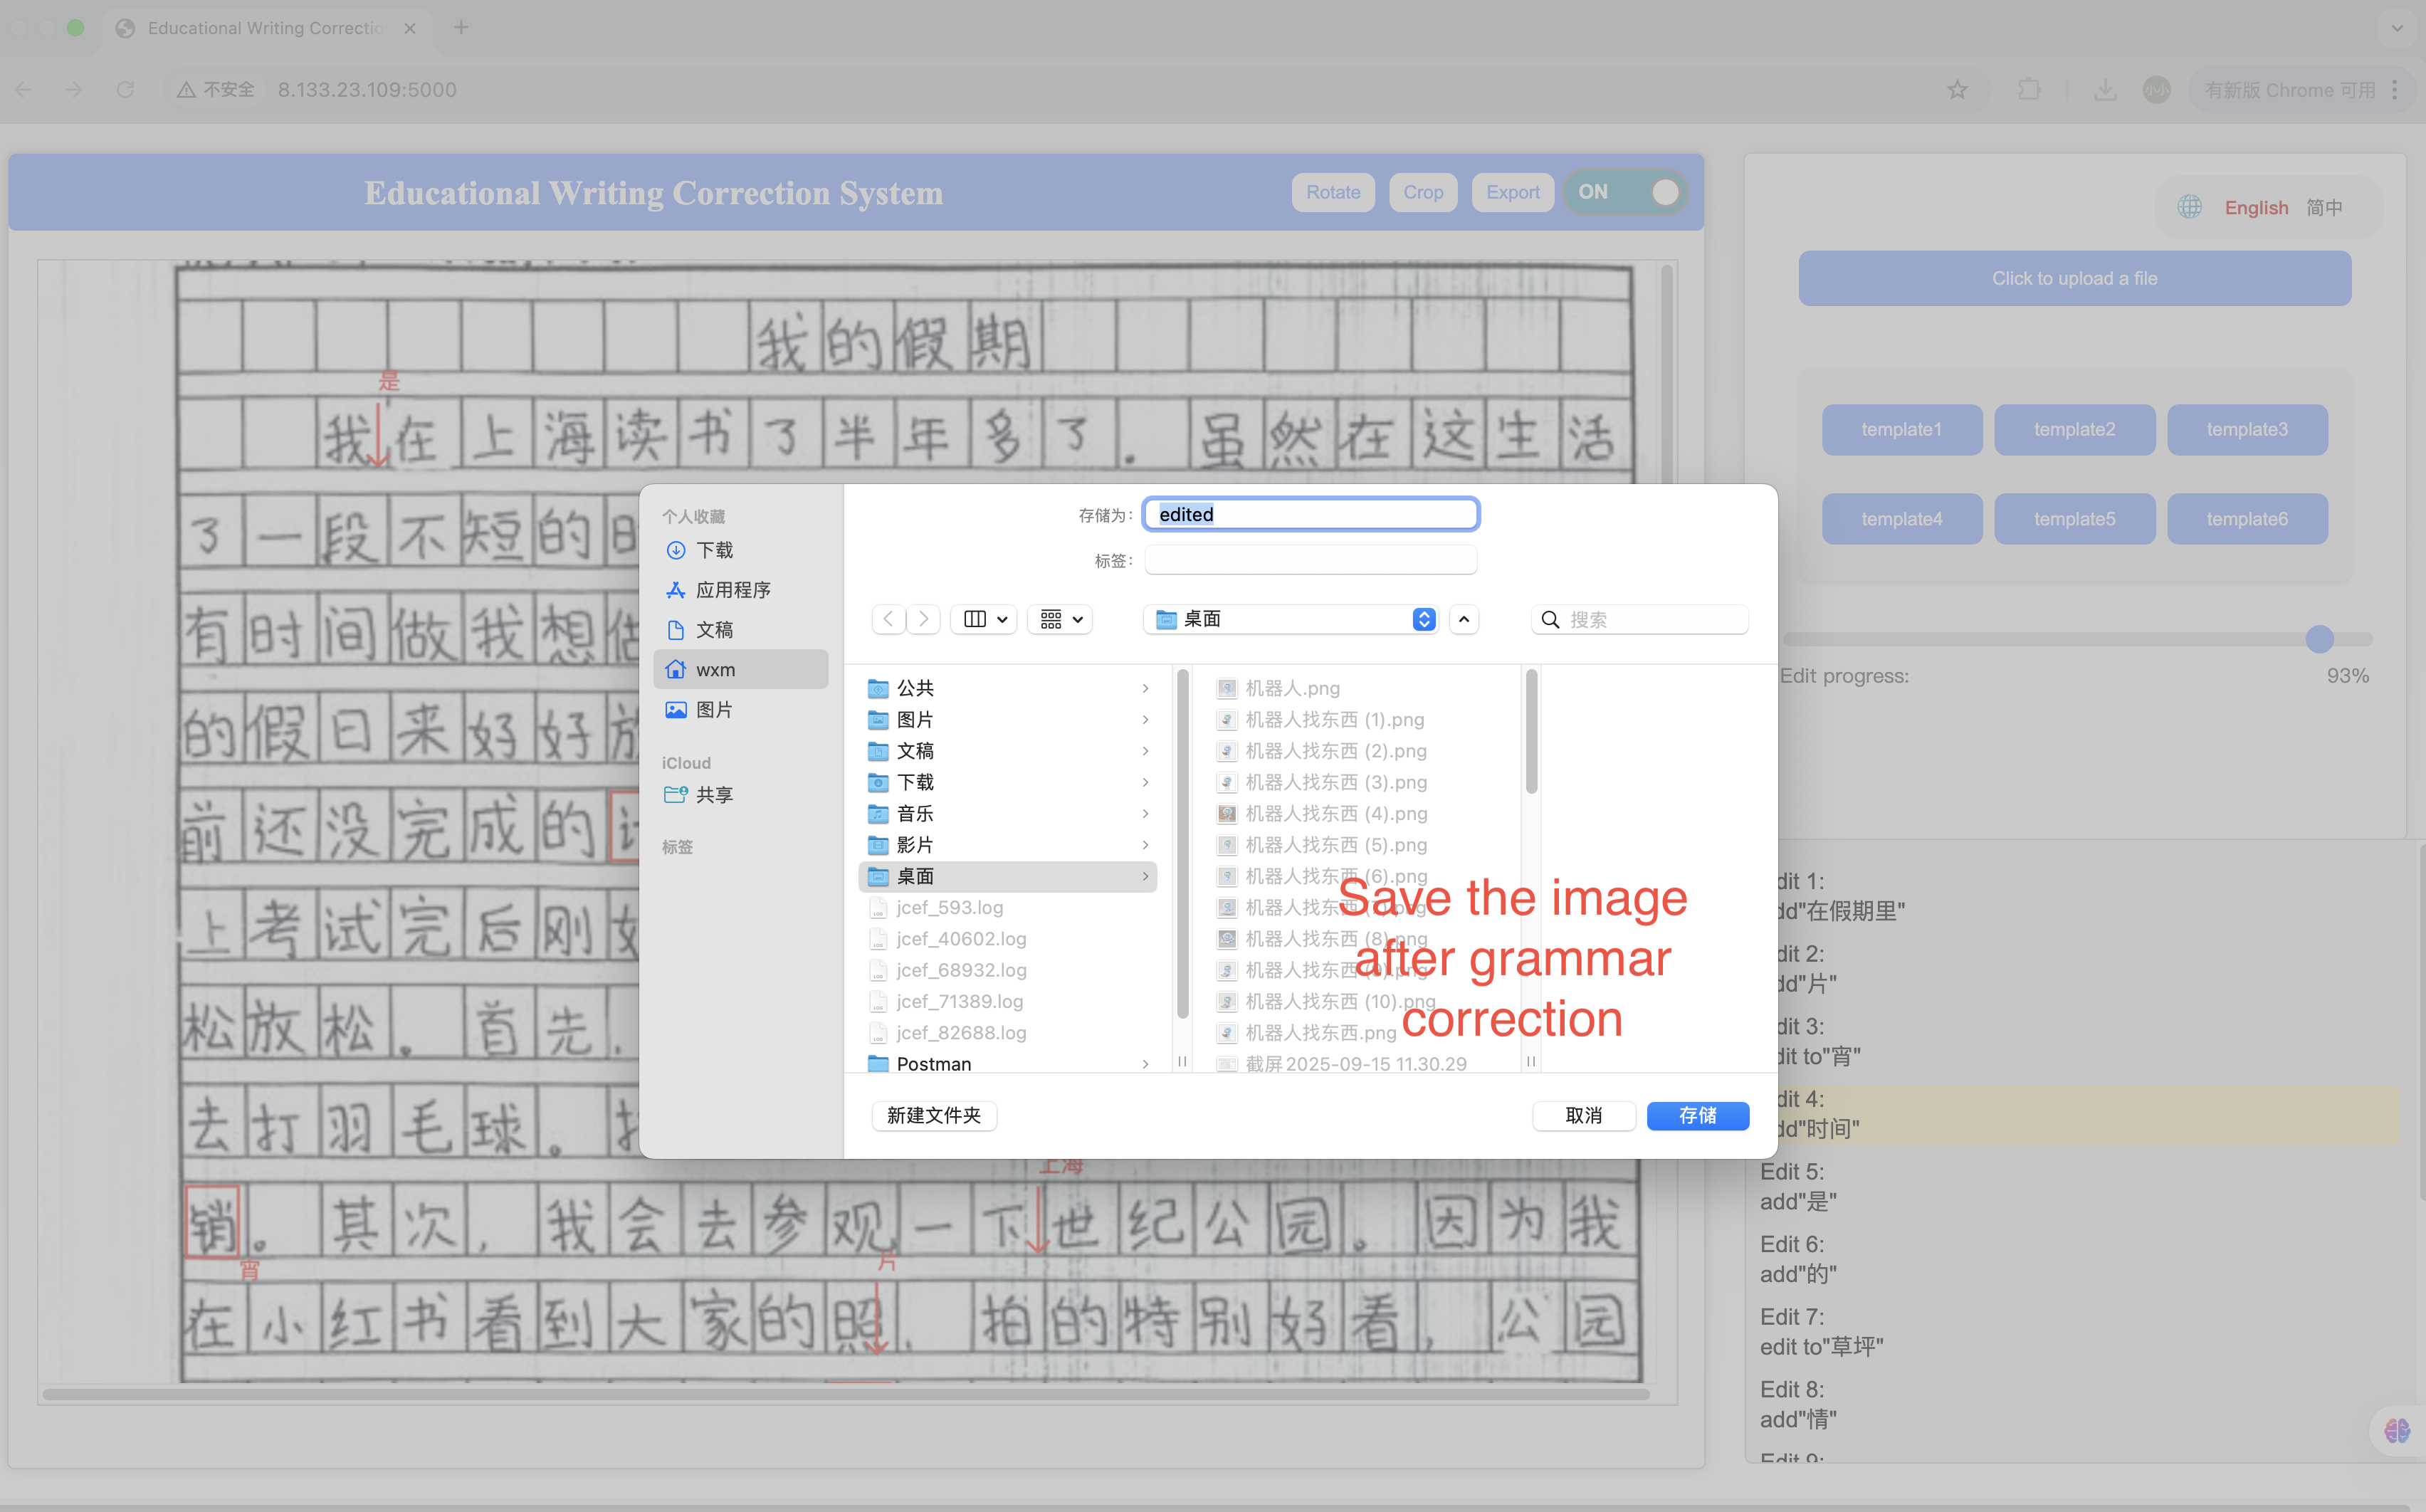 Educational Writing Correctio
不安全
8.133.23.109:5000
有新版 Chrome 可用
Educational Writing Correction System
Rotate
Crop
Export
ON
English
简中
Click to upload a file
template1
template2
template3
template4
template5
template6
Edit progress:
93%
我的假期
是
我在上海读书了半年多了.虽然在这生活
了一段不短的时
有时间做我想做
的假日来好好放
前还没完成的
上考试完后刚好
松放松。首先,
去打羽毛球。
上海
销。其次,我会去参观一下世纪公园。因为我
宵
片
在小红书看到大家的照,拍的特别好看,公园
个人收藏
下载
应用程序
文稿
wxm
图片
iCloud
共享
标签
存储为:
edited
标签:
桌面
搜索
公共
图片
文稿
下载
音乐
影片
桌面
jcef_593.log
jcef_40602.log
jcef_68932.log
jcef_71389.log
jcef_82688.log
Postman
机器人.png
机器人找东西 (1).png
机器人找东西 (2).png
机器人找东西 (3).png
机器人找东西 (4).png
机器人找东西 (5).png
机器人找东西 (6).png
机器人找东西 (7).png
机器人找东西 (8).png
机器人找东西 (9).png
机器人找东西 (10).png
机器人找东西.png
截屏2025-09-15 11.30.29
Save the image
after grammar
correction
新建文件夹
取消
存储
dit 1:
dd"在假期里"
dit 2:
dd"片"
dit 3:
dit to"宵"
dit 4:
dd"时间"
Edit 5:
add"是"
Edit 6:
add"的"
Edit 7:
edit to"草坪"
Edit 8:
add"情"
Edit 9: